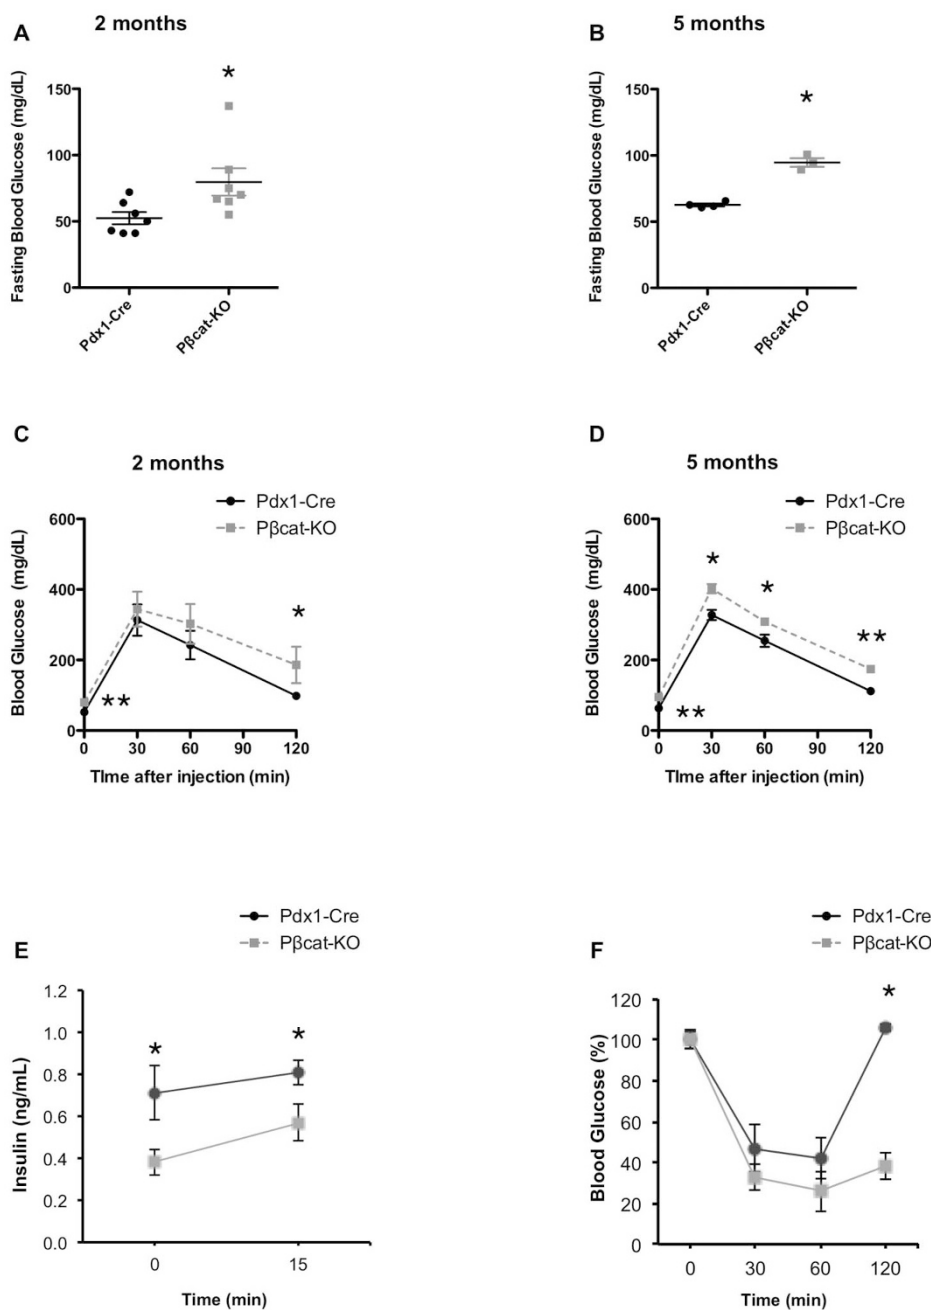 A
2 months
*
Fasting Blood Glucose (mg/dL)
150
100
50
0
Pdx1-Cre
Pβcat-KO
B
5 months
*
Fasting Blood Glucose (mg/dL)
150
100
50
0
Pdx1-Cre
Pβcat-KO
C
2 months
Pdx1-Cre
Pβcat-KO
Blood Glucose (mg/dL)
600
400
200
0
*
**
0 30 60 90 120
TIme after injection (min)
D
5 months
Pdx1-Cre
Pβcat-KO
Blood Glucose (mg/dL)
600
400
200
0
*
*
**
**
0 30 60 90 120
TIme after injection (min)
E
Pdx1-Cre
Pβcat-KO
Insulin (ng/mL)
1.2
1.0
0.8
0.6
0.4
0.2
0.0
*
*
0 15
Time (min)
F
Pdx1-Cre
Pβcat-KO
Blood Glucose (%)
120
100
80
60
40
20
0
*
0 30 60 120
Time (min)